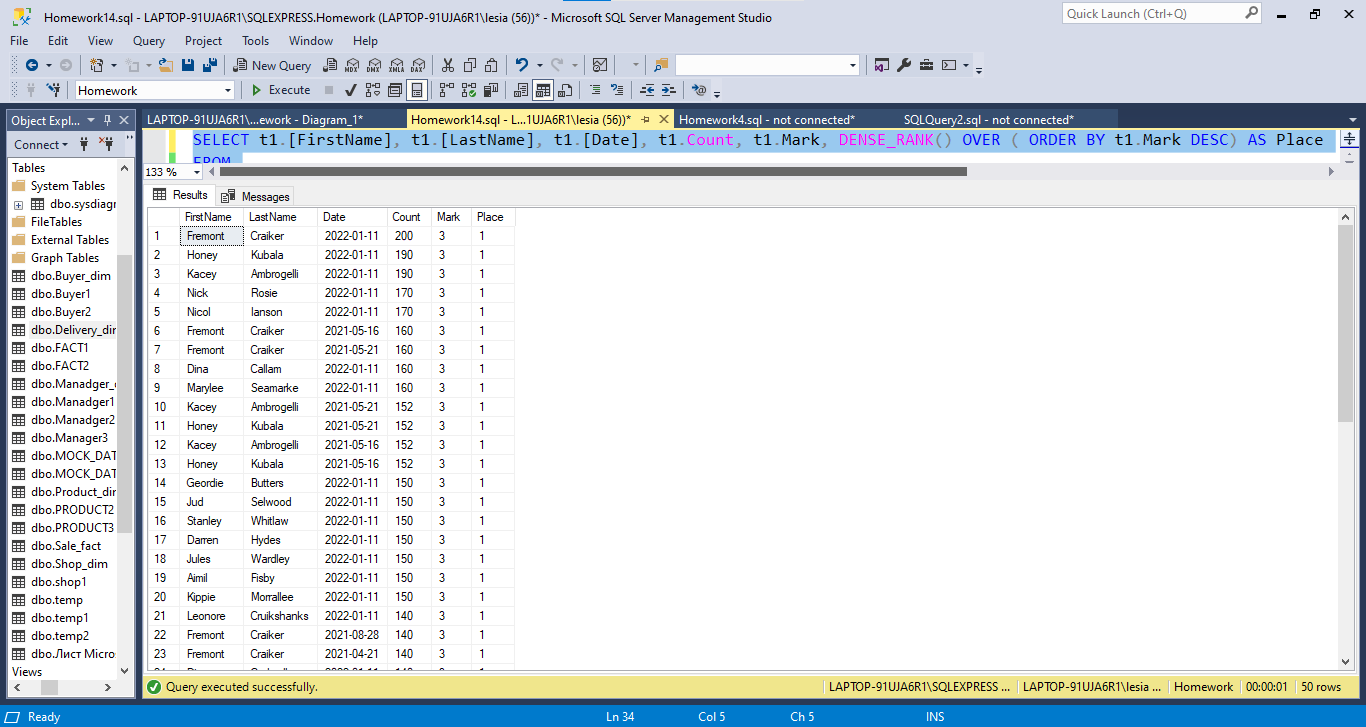 Homework14.sql - LAPTOP-91UJA6R1\SQLEXPRESS.Homework (LAPTOP-91UJA6R1\lesia (56))* - Microsoft SQL Server Management Studio
Quick Launch (Ctrl+Q)
File Edit View Query Project Tools Window Help
New Query MDX DMX XMLA DAX
Homework Execute
Object Expl... LAPTOP-91UJA6R1\...ework - Diagram_1* Homework14.sql - L...1UJA6R1\lesia (56))* Homework4.sql - not connected* SQLQuery2.sql - not connected*
Connect
SELECT t1.[FirstName], t1.[LastName], t1.[Date], t1.Count, t1.Mark, DENSE_RANK() OVER ( ORDER BY t1.Mark DESC) AS Place
FROM
133 %
Tables
System Tables
dbo.sysdiagr
FileTables
External Tables
Graph Tables
dbo.Buyer_dim
dbo.Buyer1
dbo.Buyer2
dbo.Delivery_dir
dbo.FACT1
dbo.FACT2
dbo.Manadger_
dbo.Manadger1
dbo.Manadger2
dbo.Manager3
dbo.MOCK_DAT
dbo.MOCK_DAT
dbo.Product_dir
dbo.PRODUCT2
dbo.PRODUCT3
dbo.Sale_fact
dbo.Shop_dim
dbo.shop1
dbo.temp
dbo.temp1
dbo.temp2
dbo.Лист Micros
Views
Results Messages
FirstName LastName Date Count Mark Place
1 Fremont Craiker 2022-01-11 200 3 1
2 Honey Kubala 2022-01-11 190 3 1
3 Kacey Ambrogelli 2022-01-11 190 3 1
4 Nick Rosie 2022-01-11 170 3 1
5 Nicol Ianson 2022-01-11 170 3 1
6 Fremont Craiker 2021-05-16 160 3 1
7 Fremont Craiker 2021-05-21 160 3 1
8 Dina Callam 2022-01-11 160 3 1
9 Marylee Seamarke 2022-01-11 160 3 1
10 Kacey Ambrogelli 2021-05-21 152 3 1
11 Honey Kubala 2021-05-21 152 3 1
12 Kacey Ambrogelli 2021-05-16 152 3 1
13 Honey Kubala 2021-05-16 152 3 1
14 Geordie Butters 2022-01-11 150 3 1
15 Jud Selwood 2022-01-11 150 3 1
16 Stanley Whitlaw 2022-01-11 150 3 1
17 Darren Hydes 2022-01-11 150 3 1
18 Jules Wardley 2022-01-11 150 3 1
19 Aimil Fisby 2022-01-11 150 3 1
20 Kippie Morrallee 2022-01-11 150 3 1
21 Leonore Cruikshanks 2022-01-11 140 3 1
22 Fremont Craiker 2021-08-28 140 3 1
23 Fremont Craiker 2021-04-21 140 3 1
Query executed successfully. LAPTOP-91UJA6R1\SQLEXPRESS ... LAPTOP-91UJA6R1\lesia ... Homework 00:00:01 50 rows
Ready Ln 34 Col 5 Ch 5 INS